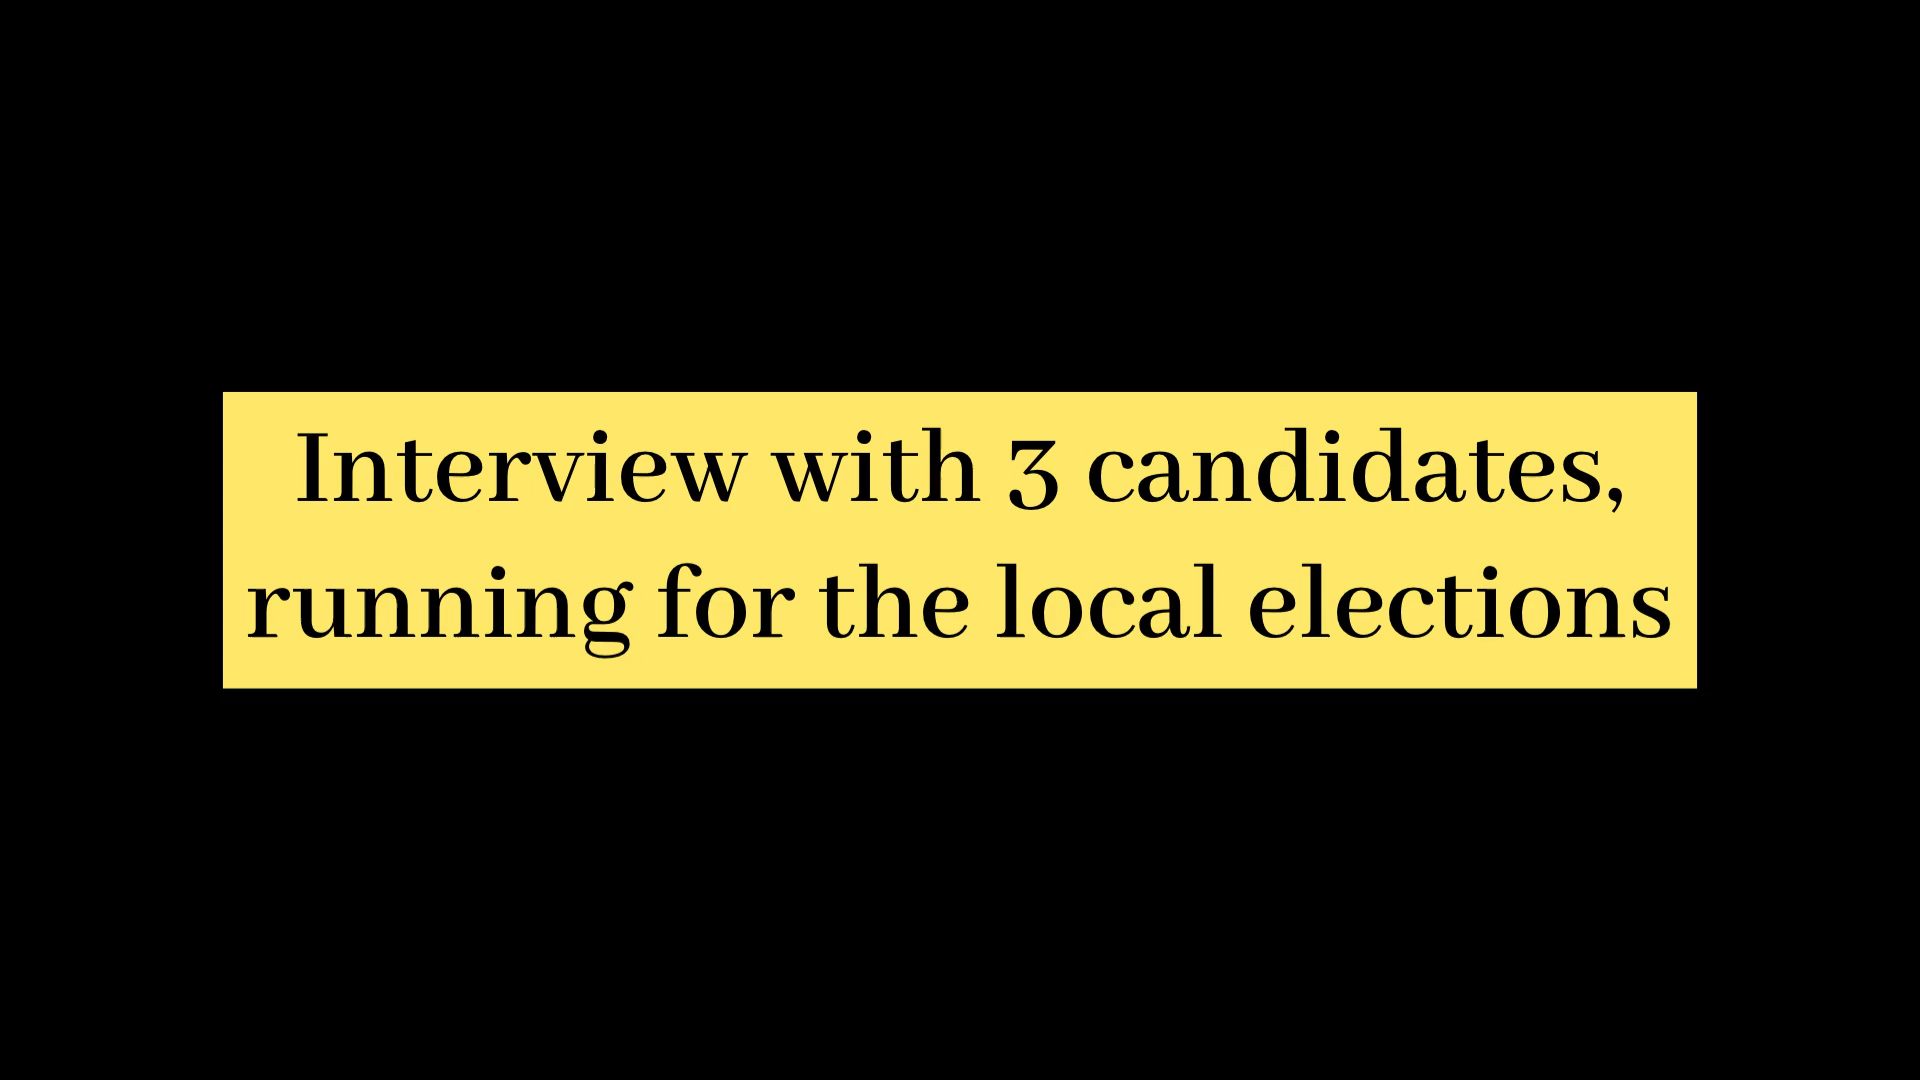 Interview with 3 candidates,
running for the local elections